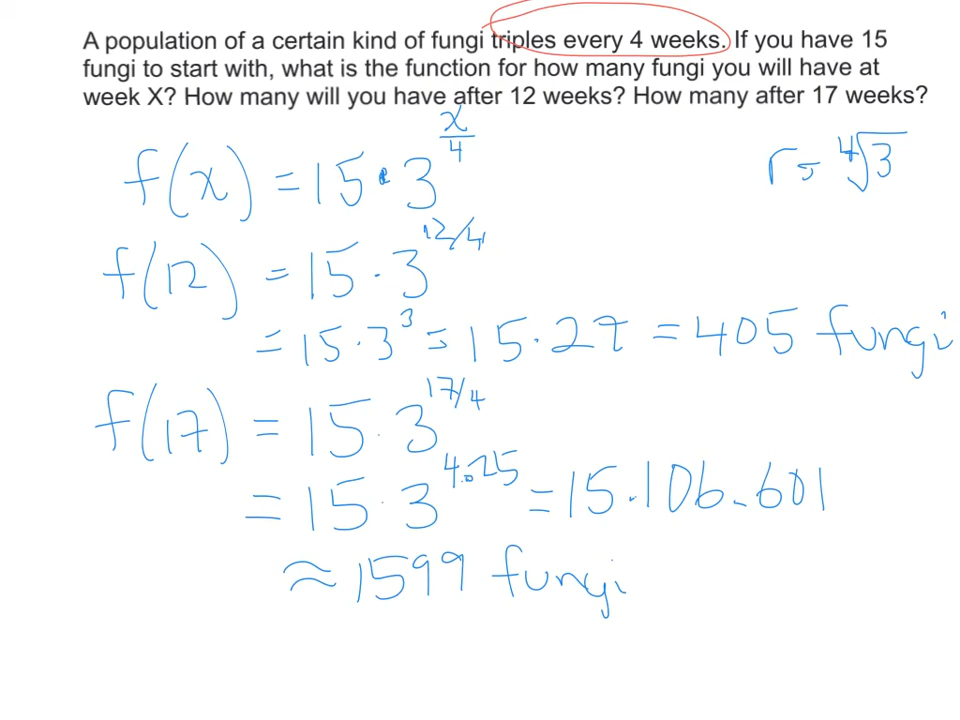 A population of a certain kind of fungi triples every 4 weeks. If you have 15
fungi to start with, what is the function for how many fungi you will have at
week X? How many will you have after 12 weeks? How many after 17 weeks?
f(x) = 15 · 3^(x/4)
r = ⁴√3
f(12) = 15 · 3^(12/4)
= 15 · 3³ = 15 · 27 = 405 fungi
f(17) = 15 · 3^(17/4)
= 15 · 3^(4.25) = 15 · 106.601
≈ 1599 fungi